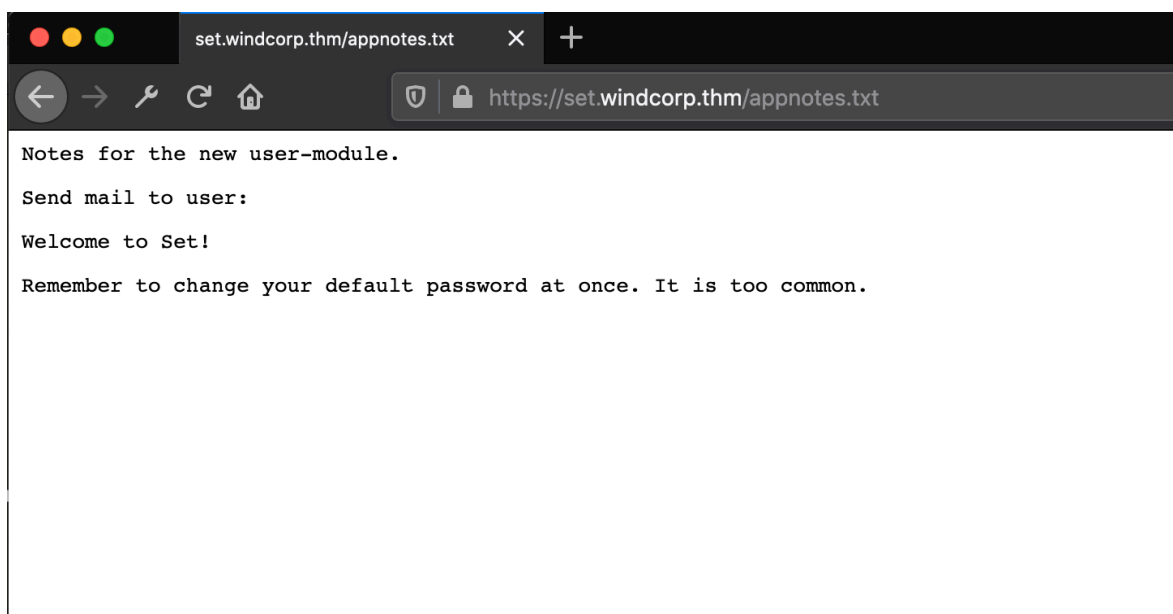 set.windcorp.thm/appnotes.txt
https://set.windcorp.thm/appnotes.txt
Notes for the new user-module.
Send mail to user:
Welcome to Set!
Remember to change your default password at once. It is too common.